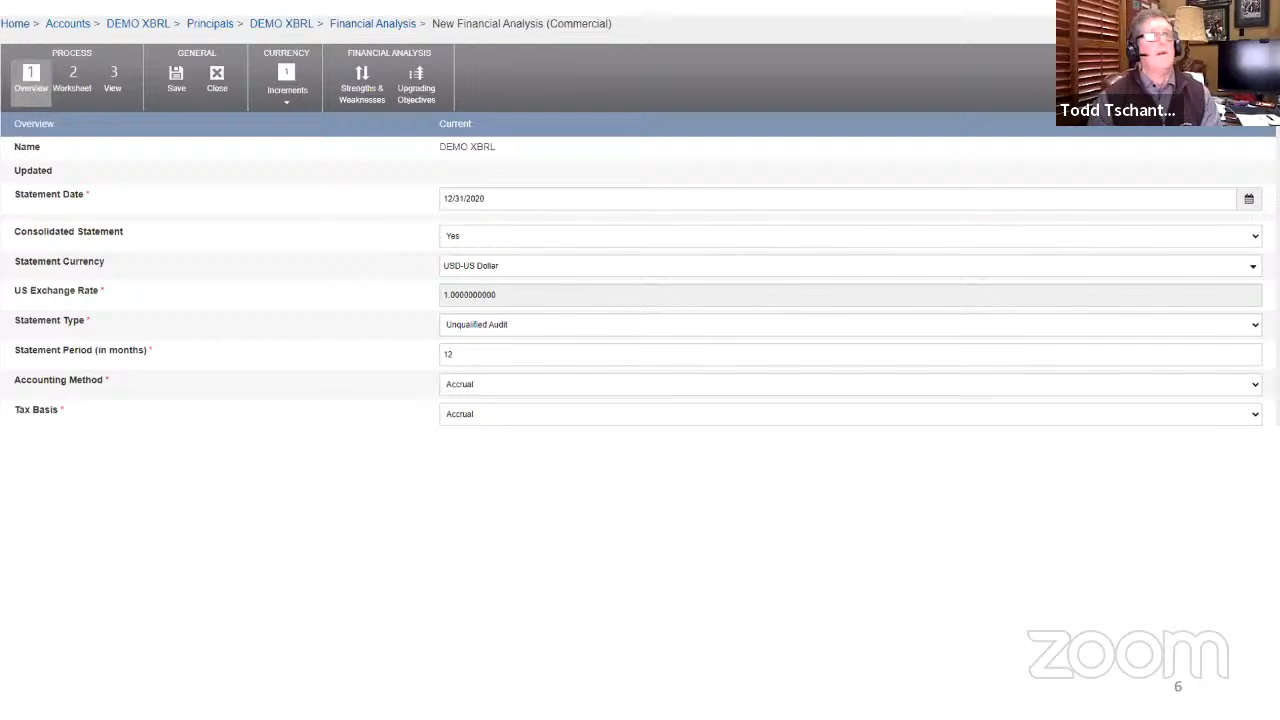 Home > Accounts > DEMO XBRL > Principals > DEMO XBRL > Financial Analysis > New Financial Analysis (Commercial)
PROCESS GENERAL CURRENCY FINANCIAL ANALYSIS
1 2 3 1
Overview Worksheet View Save Close Increments Strengths & Weaknesses Upgrading Objectives
Todd Tschant...
Overview Current
Name DEMO XBRL
Updated
Statement Date * 12/31/2020
Consolidated Statement Yes
Statement Currency USD-US Dollar
US Exchange Rate * 1.0000000000
Statement Type * Unqualified Audit
Statement Period (in months) * 12
Accounting Method * Accrual
Tax Basis * Accrual
zoom
6